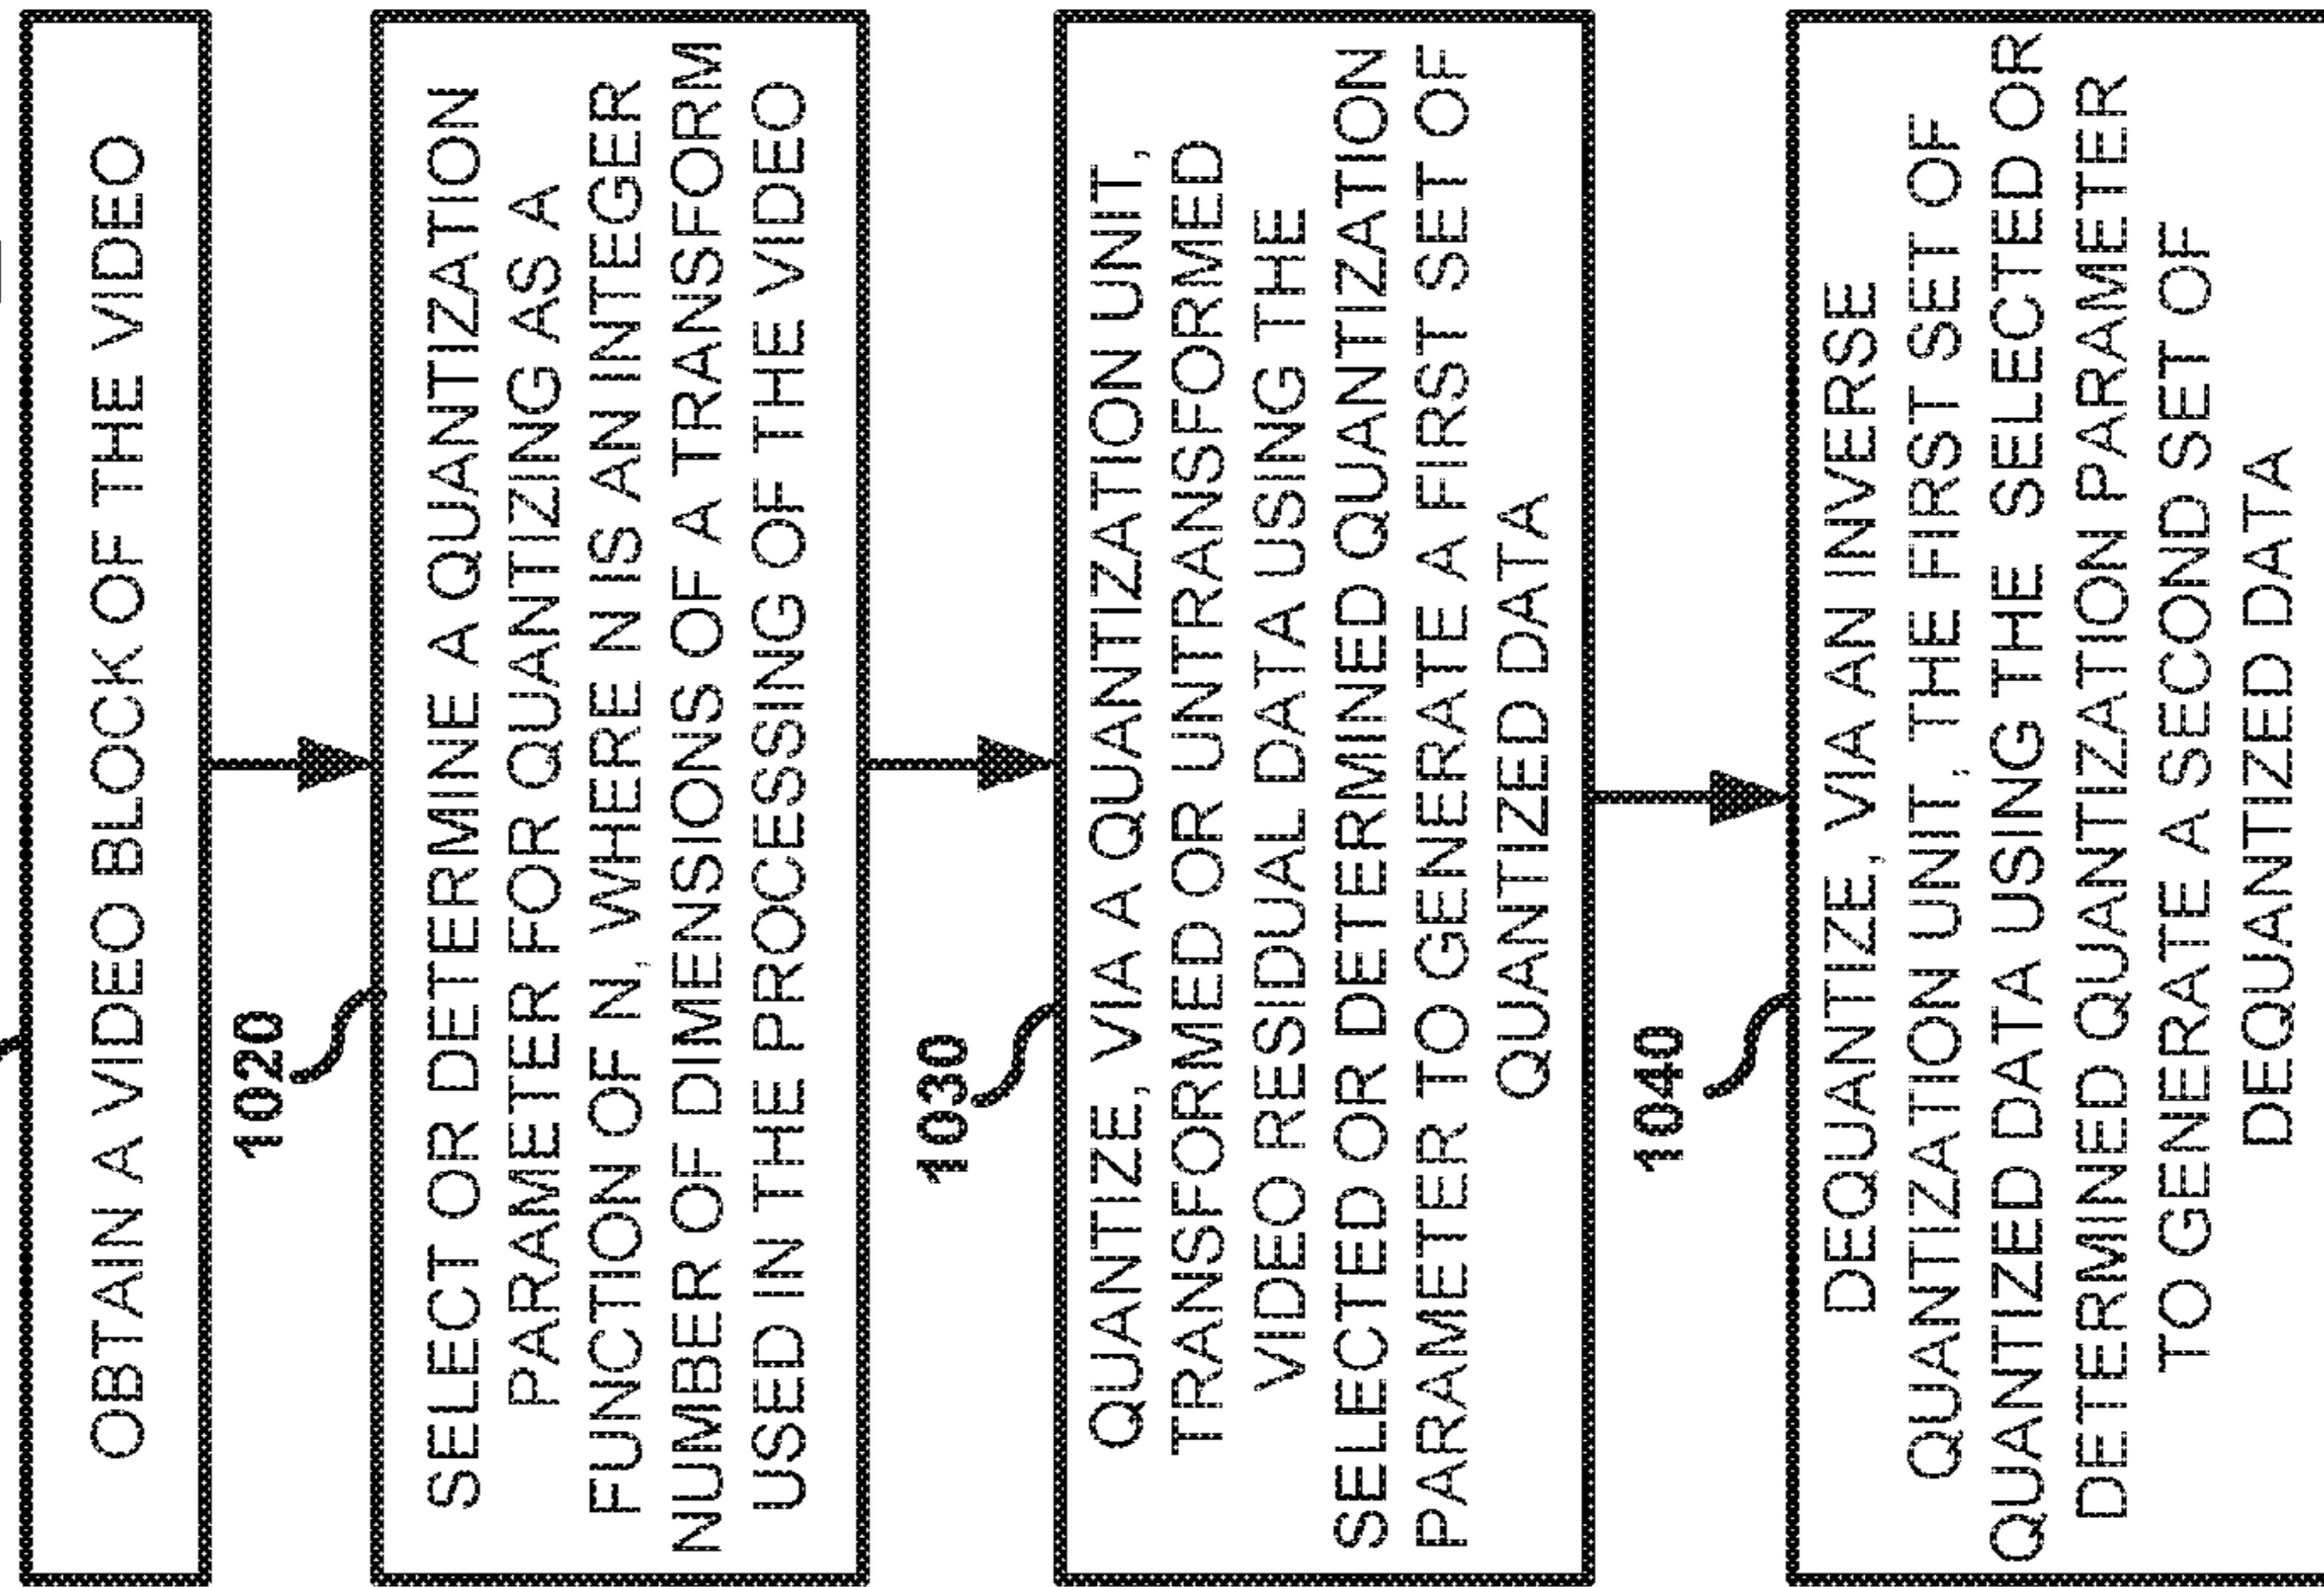 OBTAIN A VIDEO BLOCK OF THE VIDEO
1020
SELECT OR DETERMINE A QUANTIZATION
PARAMETER FOR QUANTIZING AS A
FUNCTION OF N, WHERE N IS AN INTEGER
NUMBER OF DIMENSIONS OF A TRANSFORM
USED IN THE PROCESSING OF THE VIDEO
1030
QUANTIZE, VIA A QUANTIZATION UNIT,
TRANSFORMED OR UNTRANSFORMED
VIDEO RESIDUAL DATA USING THE
SELECTED OR DETERMINED QUANTIZATION
PARAMETER TO GENERATE A FIRST SET OF
QUANTIZED DATA
1040
DEQUANTIZE, VIA AN INVERSE
QUANTIZATION UNIT, THE FIRST SET OF
QUANTIZED DATA USING THE SELECTED OR
DETERMINED QUANTIZATION PARAMETER
TO GENERATE A SECOND SET OF
DEQUANTIZED DATA